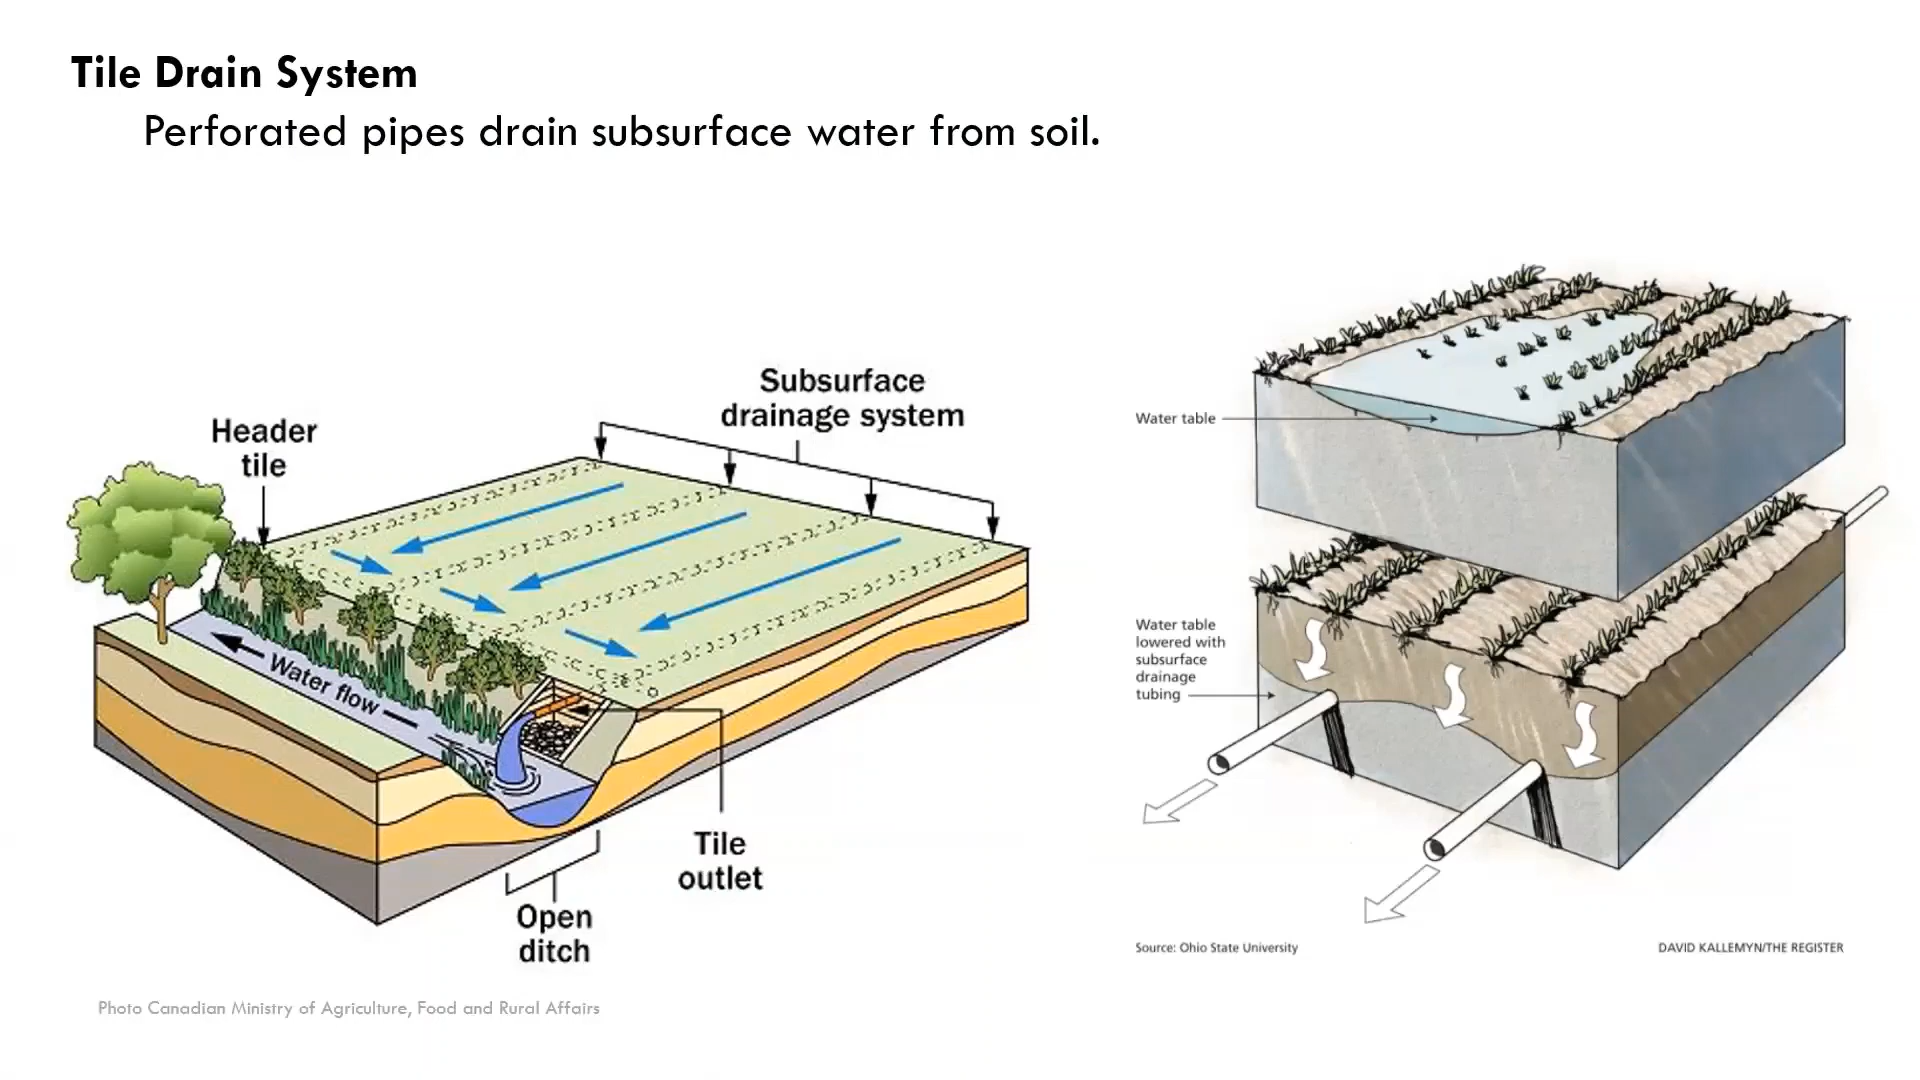 Tile Drain System
Perforated pipes drain subsurface water from soil.
Subsurface
drainage system
Header
tile
Water flow
Tile
outlet
Open
ditch
Photo Canadian Ministry of Agriculture, Food and Rural Affairs
Water table
Water table
lowered with
subsurface
drainage
tubing
Source: Ohio State University
DAVID KALLEMYN/THE REGISTER